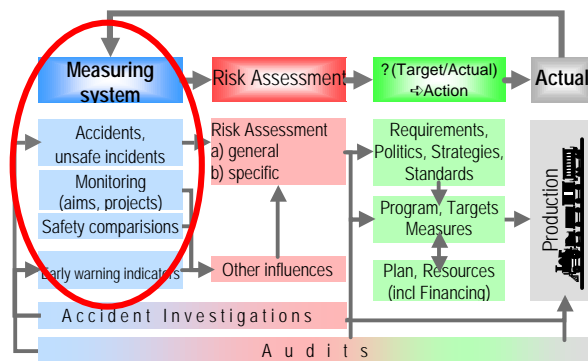 Measuring
system
Risk Assessment
? (Target/Actual)
➪Action
Actual
Accidents,
unsafe incidents
Monitoring
(aims, projects)
Safety comparisions
Early warning indicators
Risk Assessment
a) general
b) specific
Other influences
Requirements,
Politics, Strategies,
Standards
Program, Targets
Measures
Plan, Resources
(incl Financing)
Production
Accident Investigations
Audits